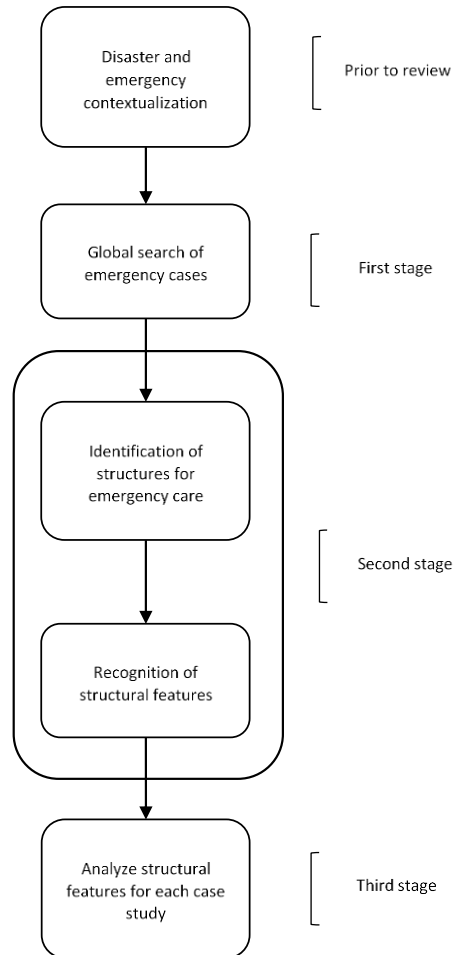 Disaster and
emergency
contextualization
Prior to review
Global search of
emergency cases
First stage
Identification of
structures for
emergency care
Second stage
Recognition of
structural features
Analyze structural
features for each case
study
Third stage